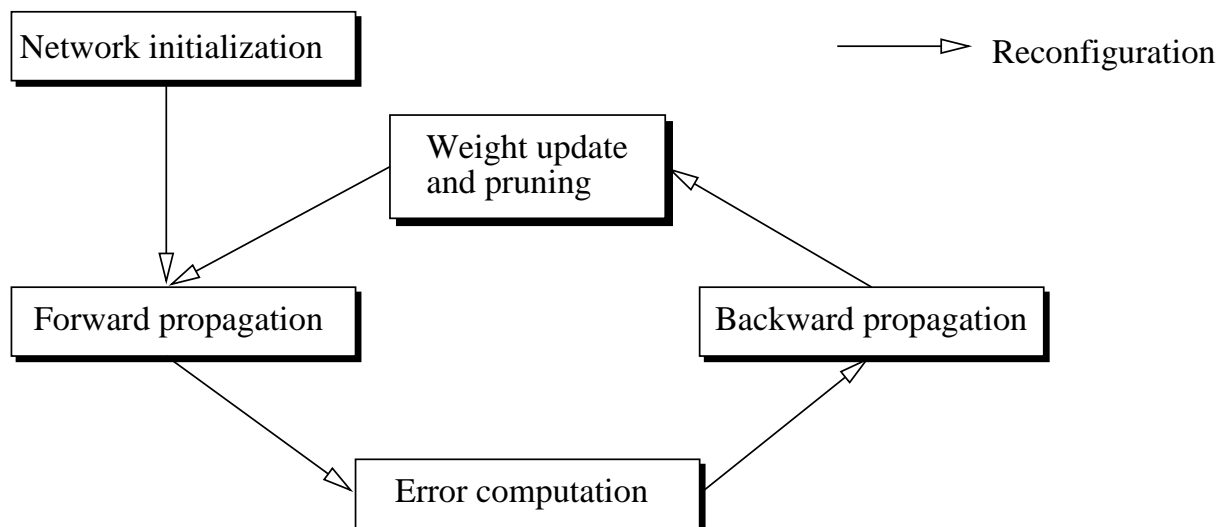 Network initialization
Reconfiguration
Weight update
and pruning
Forward propagation
Backward propagation
Error computation